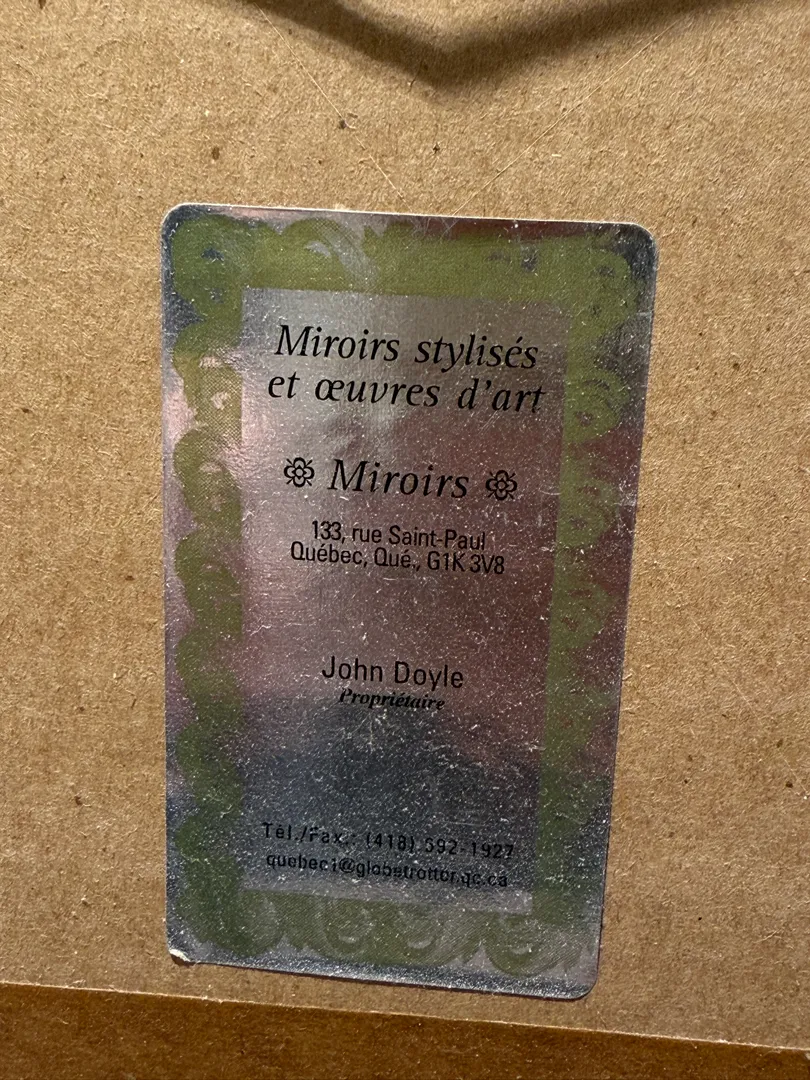 Miroirs stylisés
et œuvres d'art
Miroirs
133, rue Saint-Paul
Québec, Qué., G1K 3V8
John Doyle
Propriétaire
Tél./Fax.: (418) 692-1927
quebec1@globetrotter.qc.ca